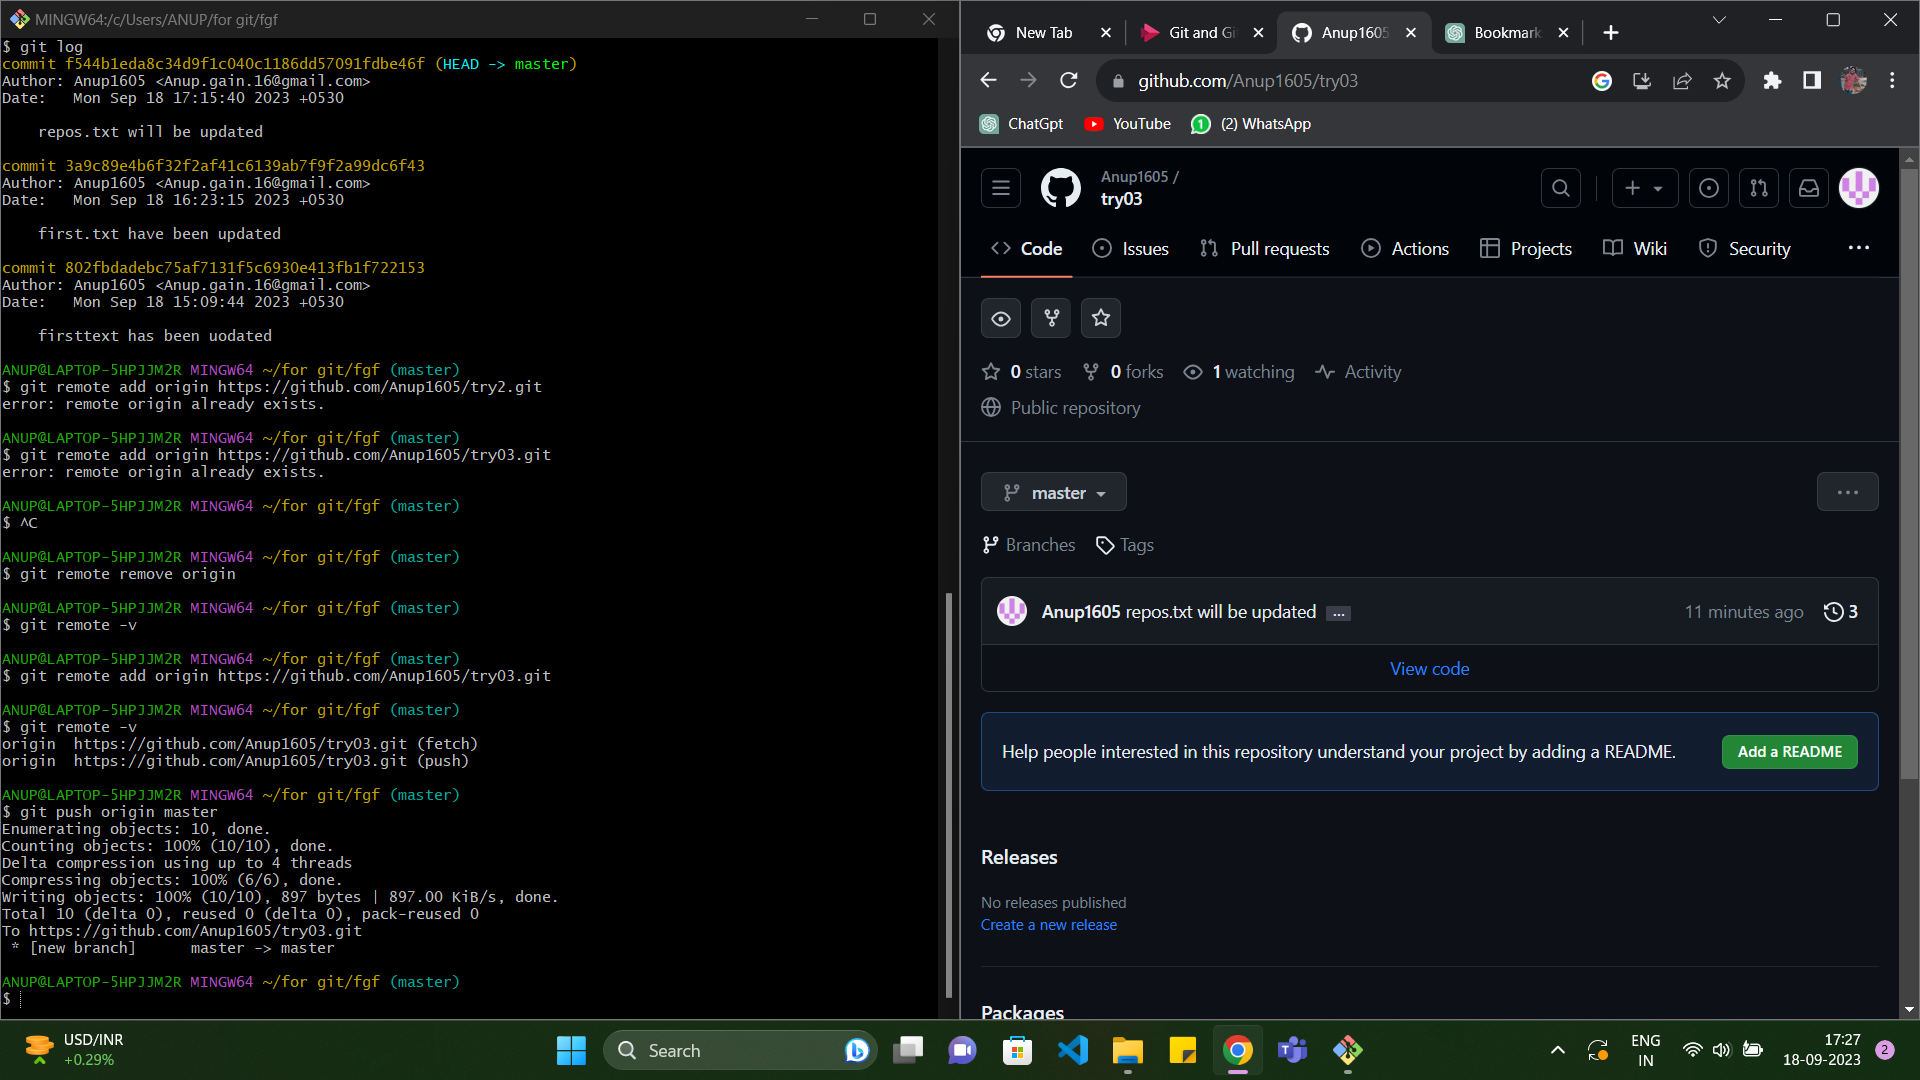 MINGW64:/c/Users/ANUP/for git/fgf
$ git log
commit f544b1eda8c34d9f1c040c1186dd57091fdbe46f (HEAD -> master)
Author: Anup1605 <Anup.gain.16@gmail.com>
Date:   Mon Sep 18 17:15:40 2023 +0530
repos.txt will be updated
commit 3a9c89e4b6f32f2af41c6139ab7f9f2a99dc6f43
Author: Anup1605 <Anup.gain.16@gmail.com>
Date:   Mon Sep 18 16:23:15 2023 +0530
first.txt have been updated
commit 802fbdadebc75af7131f5c6930e413fb1f722153
Author: Anup1605 <Anup.gain.16@gmail.com>
Date:   Mon Sep 18 15:09:44 2023 +0530
firsttext has been uodated
ANUP@LAPTOP-5HPJJM2R MINGW64 ~/for git/fgf (master)
$ git remote add origin https://github.com/Anup1605/try2.git
error: remote origin already exists.
ANUP@LAPTOP-5HPJJM2R MINGW64 ~/for git/fgf (master)
$ git remote add origin https://github.com/Anup1605/try03.git
error: remote origin already exists.
ANUP@LAPTOP-5HPJJM2R MINGW64 ~/for git/fgf (master)
$ ^C
ANUP@LAPTOP-5HPJJM2R MINGW64 ~/for git/fgf (master)
$ git remote remove origin
ANUP@LAPTOP-5HPJJM2R MINGW64 ~/for git/fgf (master)
$ git remote -v
ANUP@LAPTOP-5HPJJM2R MINGW64 ~/for git/fgf (master)
$ git remote add origin https://github.com/Anup1605/try03.git
ANUP@LAPTOP-5HPJJM2R MINGW64 ~/for git/fgf (master)
$ git remote -v
origin  https://github.com/Anup1605/try03.git (fetch)
origin  https://github.com/Anup1605/try03.git (push)
ANUP@LAPTOP-5HPJJM2R MINGW64 ~/for git/fgf (master)
$ git push origin master
Enumerating objects: 10, done.
Counting objects: 100% (10/10), done.
Delta compression using up to 4 threads
Compressing objects: 100% (6/6), done.
Writing objects: 100% (10/10), 897 bytes | 897.00 KiB/s, done.
Total 10 (delta 0), reused 0 (delta 0), pack-reused 0
To https://github.com/Anup1605/try03.git
* [new branch]      master -> master
ANUP@LAPTOP-5HPJJM2R MINGW64 ~/for git/fgf (master)
$
New Tab
Git and Gi
Anup1605
Bookmark
github.com/Anup1605/try03
ChatGpt
YouTube
(2) WhatsApp
Anup1605 /
try03
Code
Issues
Pull requests
Actions
Projects
Wiki
Security
0 stars
0 forks
1 watching
Activity
Public repository
master
Branches
Tags
Anup1605 repos.txt will be updated ...
11 minutes ago
3
View code
Help people interested in this repository understand your project by adding a README.
Add a README
Releases
No releases published
Create a new release
Packages
USD/INR
+0.29%
Search
ENG
IN
17:27
18-09-2023
2